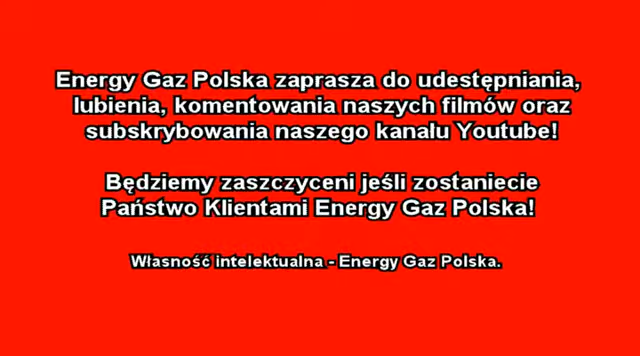 Energy Gaz Polska zaprasza do udestępniania,
lubienia, komentowania naszych filmów oraz
subskrybowania naszego kanału Youtube!
Będziemy zaszczyceni jeśli zostaniecie
Państwo Klientami Energy Gaz Polska!
Własność intelektualna - Energy Gaz Polska.